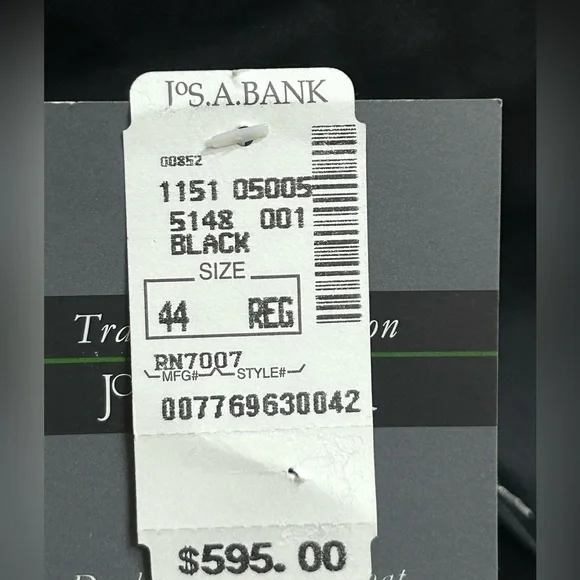 JoS.A.BANK
00852
1151 05005
5148 001
BLACK
SIZE
44 REG
RN7007
MFG# STYLE#
007769630042
$595.00